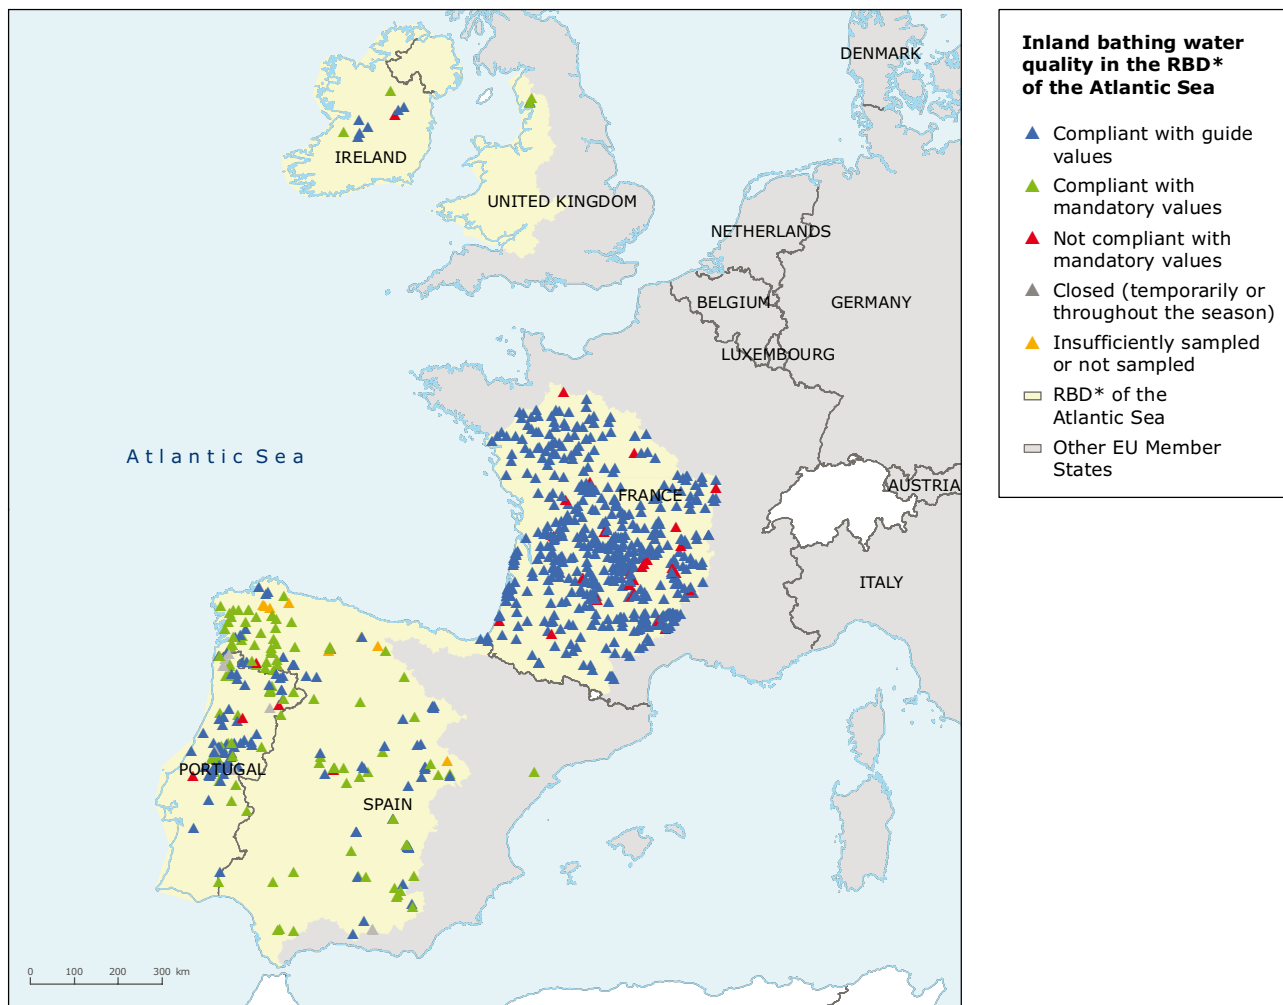 DENMARK
IRELAND
UNITED KINGDOM
NETHERLANDS
BELGIUM
GERMANY
LUXEMBOURG
Atlantic Sea
FRANCE
AUSTRIA
ITALY
PORTUGAL
SPAIN
0 100 200 300 km
Inland bathing water
quality in the RBD*
of the Atlantic Sea
Compliant with guide
values
Compliant with
mandatory values
Not compliant with
mandatory values
Closed (temporarily or
throughout the season)
Insufficiently sampled
or not sampled
RBD* of the
Atlantic Sea
Other EU Member
States